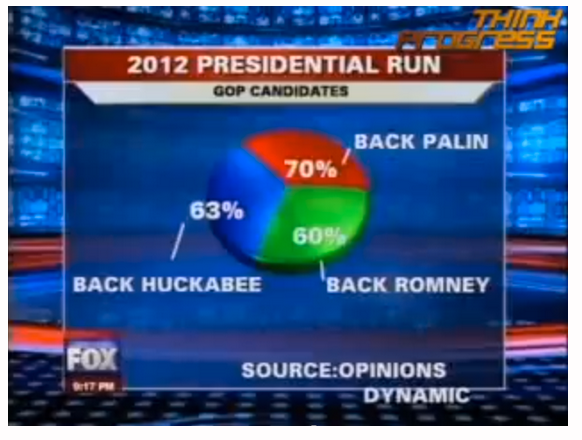 THINK
PROGRESS
2012 PRESIDENTIAL RUN
GOP CANDIDATES
BACK PALIN
70%
63%
60%
BACK HUCKABEE
BACK ROMNEY
FOX
9:17 PM
SOURCE:OPINIONS
DYNAMIC